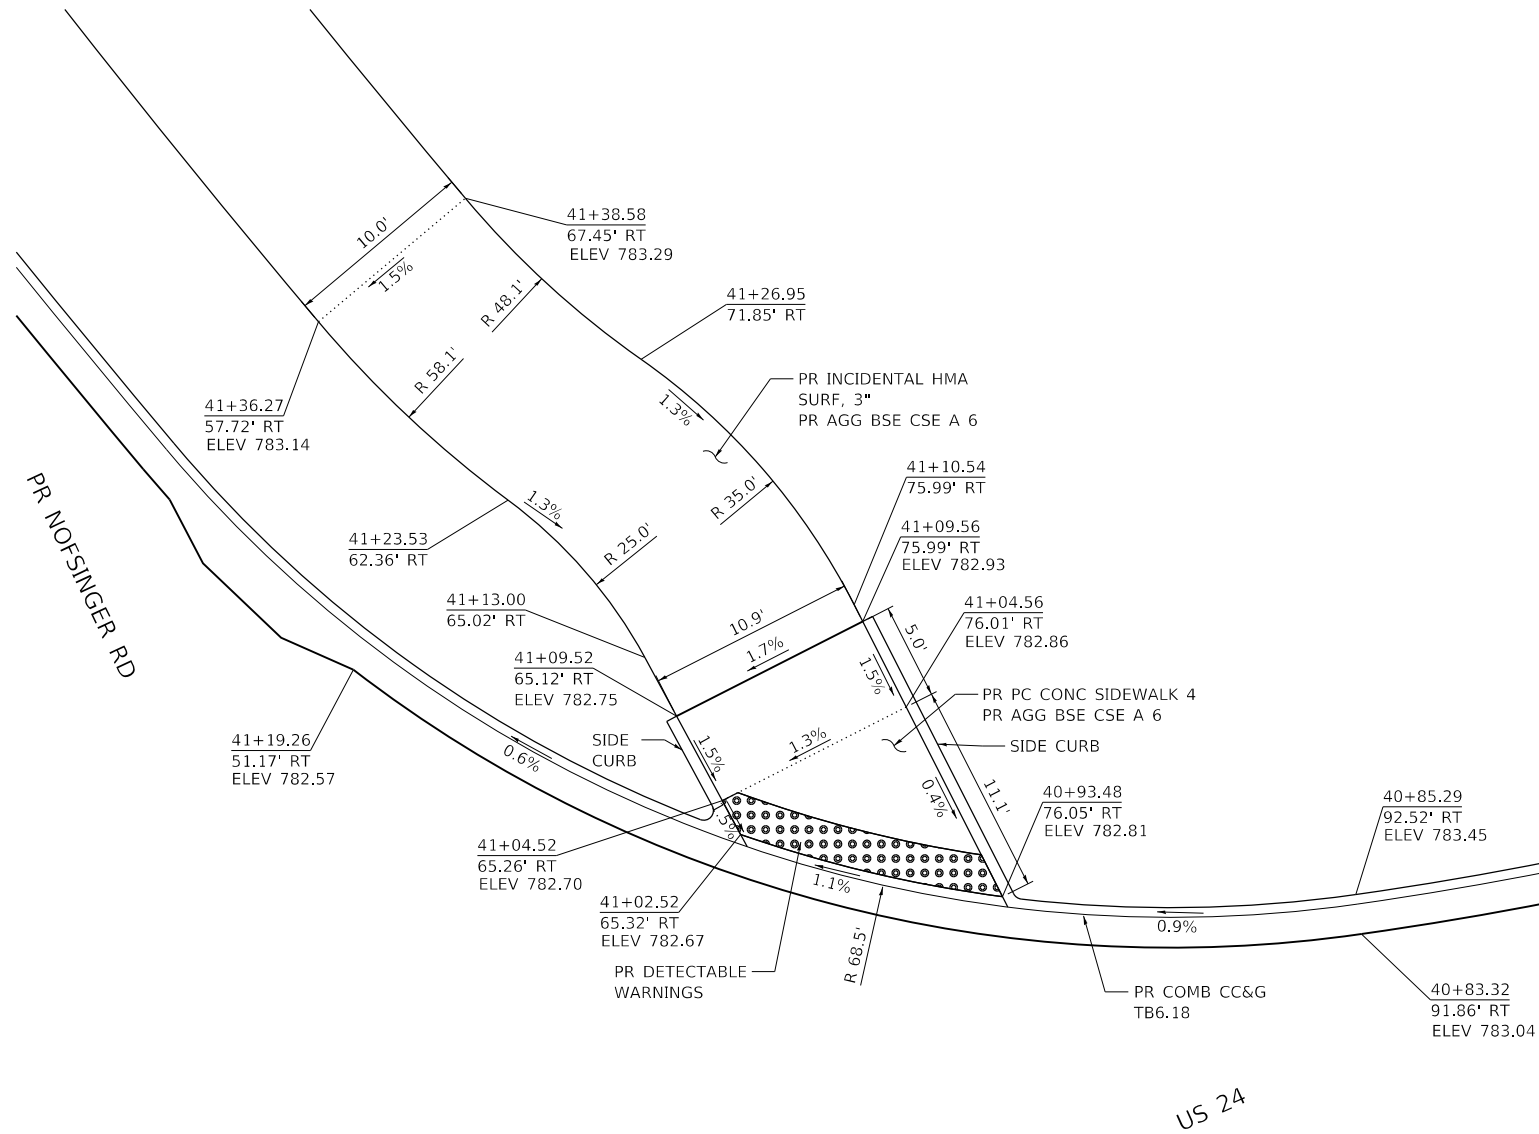 10.0'
1.5%
41+38.58
67.45' RT
ELEV 783.29
R 48.1'
41+26.95
71.85' RT
R 58.1'
PR INCIDENTAL HMA
SURF, 3"
PR AGG BSE CSE A 6
1.3%
41+36.27
57.72' RT
ELEV 783.14
PR NOFSINGER RD
41+10.54
75.99' RT
R 35.0'
1.3%
41+09.56
75.99' RT
ELEV 782.93
41+23.53
62.36' RT
R 25.0'
41+13.00
65.02' RT
10.9'
1.7%
41+04.56
76.01' RT
ELEV 782.86
5.0'
1.5%
41+09.52
65.12' RT
ELEV 782.75
PR PC CONC SIDEWALK 4
PR AGG BSE CSE A 6
SIDE CURB
41+19.26
51.17' RT
ELEV 782.57
0.6%
SIDE
CURB
1.5%
1.3%
0.4%
11.1'
40+93.48
76.05' RT
ELEV 782.81
40+85.29
92.52' RT
ELEV 783.45
1.5%
41+04.52
65.26' RT
ELEV 782.70
1.1%
41+02.52
65.32' RT
ELEV 782.67
0.9%
R 68.5'
PR DETECTABLE
WARNINGS
PR COMB CC&G
TB6.18
40+83.32
91.86' RT
ELEV 783.04
US 24